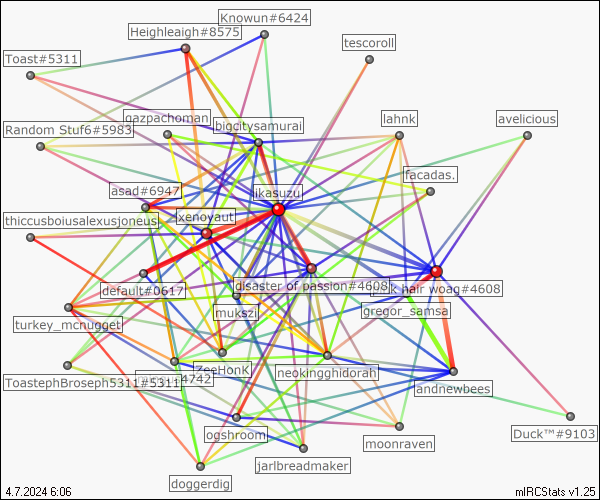 Knowun#6424
Heighleigh#8575
tescoroll
Toast#5311
gazpachoman
lahnk
avelicious
Random Stuf6#5983
bigcitysamurai
facadas.
asad#6947
ikasuzu
thiccusboiusalexusjoneus
xenoyaut
default#0617
disaster of passion#4608
hair woag#4608
mukszij
gregor_samsa
turkey_mcnugget
ZeeHonk
neokingghidorah
ToastephBroseph5311#5311
4742
andnewbees
ogshroom
moonraven
Duck™#9103
jarlbreadmaker
doggerdig
4.7.2024 6:06
mIRCStats v1.25